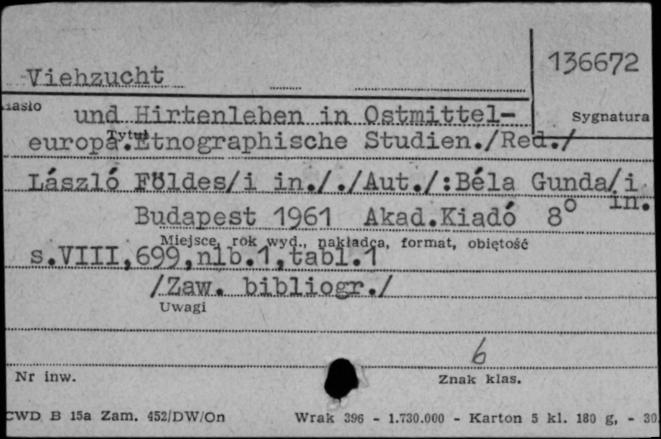 136672
Viehzucht
Hasło
und Hirtenleben in Ostmittel-
Sygnatura
Tytuł
europa.Etnographische Studien./Red./
László Földes/i in././Aut./:Béla Gunda/i
in.
Budapest 1961 Akad.Kiadó 8°
Miejsce, rok wyd., nakładca, format, objętość
s.VIII,699,nlb.1,tabl.1
/Zaw. bibliogr./
Uwagi
6
Nr inw.
Znak klas.
CWD B 15a Zam. 452/DW/On Wrak 396 - 1.730.000 - Karton 5 kl. 180 g, - 30